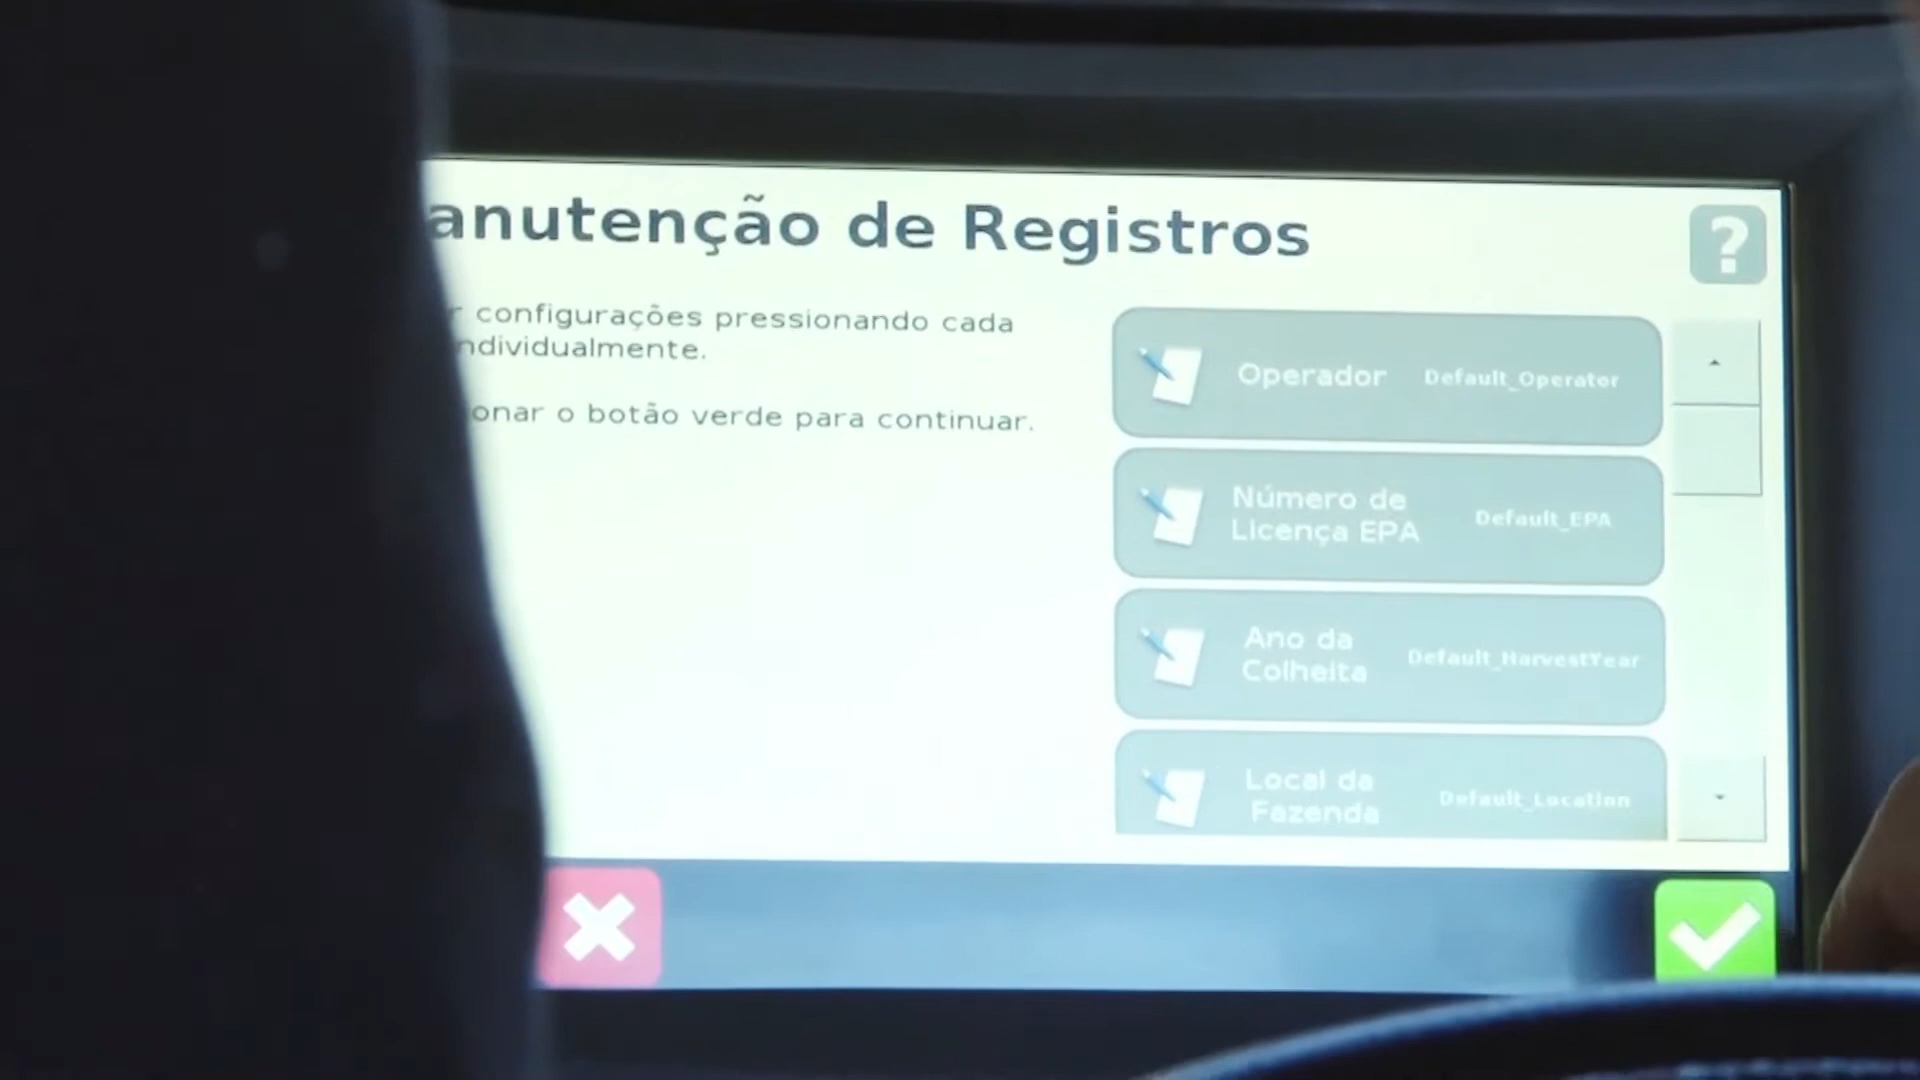 anutenção de Registros
?
configurações pressionando cada
ndividualmente.
onar o botão verde para continuar.
Operador Default_Operator
Número de
Licença EPA Default_EPA
Ano da
Colheita Default_HarvestYear
Local da
Fazenda Default_Location